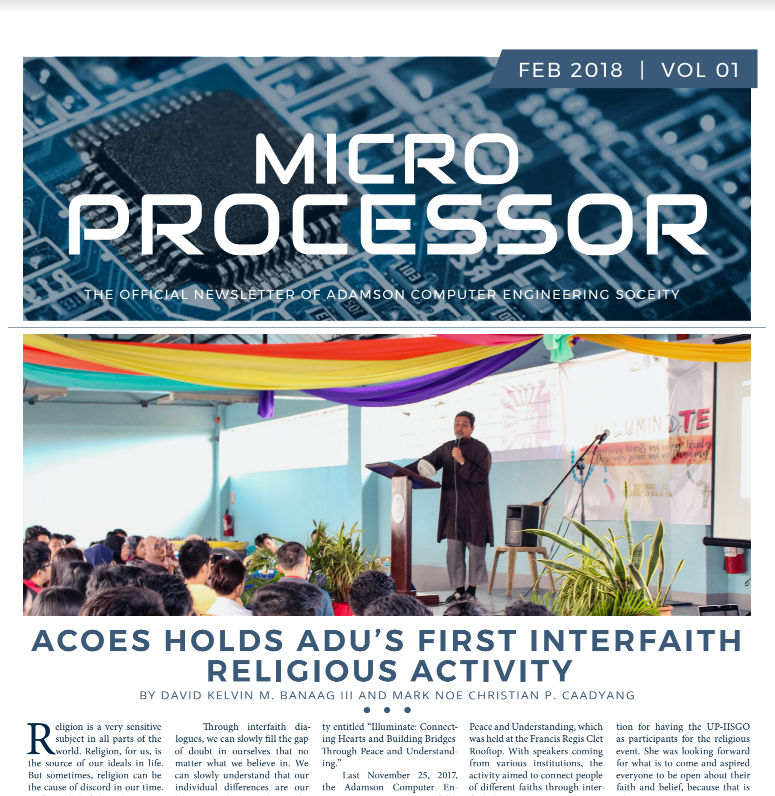 FEB 2018 | VOL 01
MICRO
PROCESSOR
THE OFFICIAL NEWSLETTER OF ADAMSON COMPUTER ENGINEERING SOCEITY
ACOES HOLDS ADU'S FIRST INTERFAITH
RELIGIOUS ACTIVITY
BY DAVID KELVIN M. BANAAG III AND MARK NOE CHRISTIAN P. CAADYANG
Religion is a very sensitive
subject in all parts of the
world. Religion, for us, is
the source of our ideals in life.
But sometimes, religion can be
the cause of discord in our time.
Through interfaith dia-
logues, we can slowly fill the gap
of doubt in ourselves that no
matter what we believe in. We
can slowly understand that our
individual differences are our
ty entitled “Illuminate: Connect-
ing Hearts and Building Bridges
Through Peace and Understand-
ing.”
Last November 25, 2017,
the Adamson Computer En-
Peace and Understanding, which
was held at the Francis Regis Clet
Rooftop. With speakers coming
from various institutions, the
activity aimed to connect people
of different faiths through inter-
tion for having the UP-IISGO
as participants for the religious
event. She was looking forward
for what is to come and aspired
everyone to be open about their
faith and belief, because that is